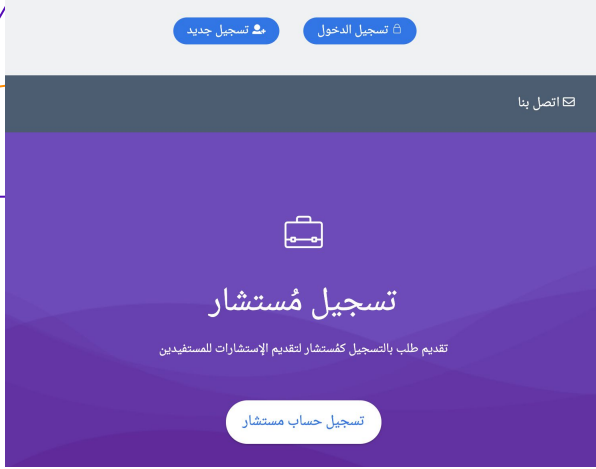 تسجيل الدخول
تسجيل جديد
اتصل بنا
تسجيل مُستشار
تقديم طلب بالتسجيل كمُستشار لتقديم الإستشارات للمستفيدين
تسجيل حساب مستشار